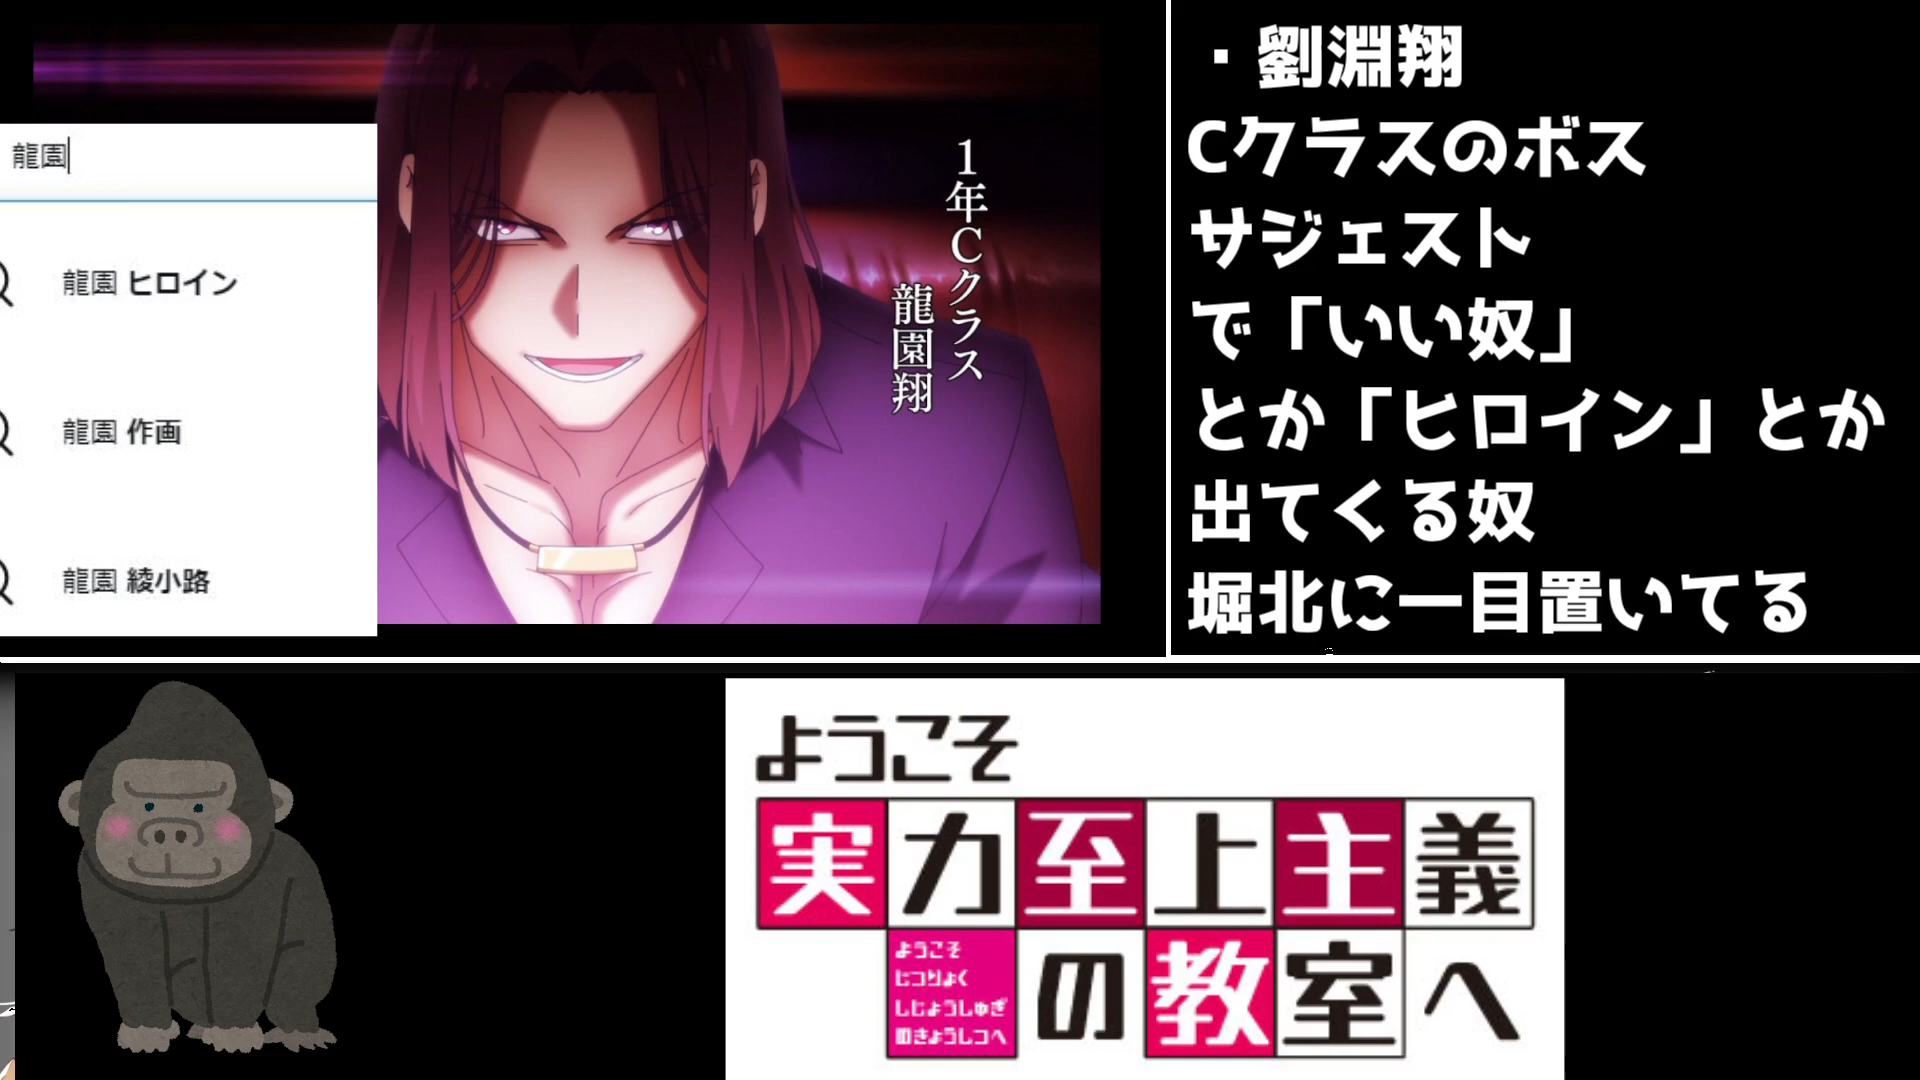 龍園
龍園 ヒロイン
龍園 作画
龍園 綾小路
1年Cクラス
龍園翔
・劉淵翔
Cクラスのボス
サジェスト
で「いい奴」
とか「ヒロイン」とか
出てくる奴
堀北に一目置いてる
ようこそ
実力至上主義
の教室へ
ようこそ
じつりょく
しじょうしゅぎ
のきょうしつへ